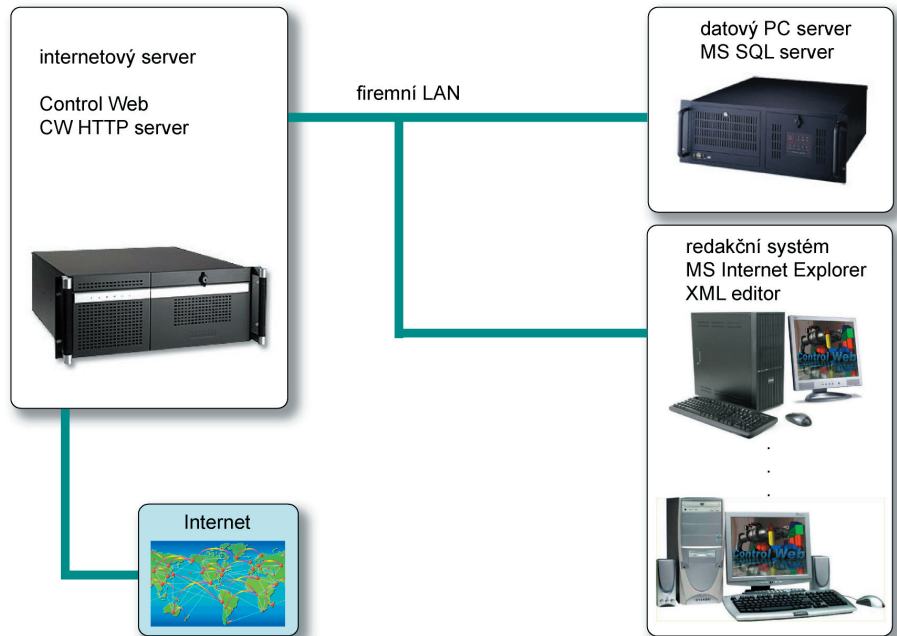 internetový server
Control Web
CW HTTP server
firemní LAN
datový PC server
MS SQL server
redakční systém
MS Internet Explorer
XML editor
Control Web
Control Web
Internet